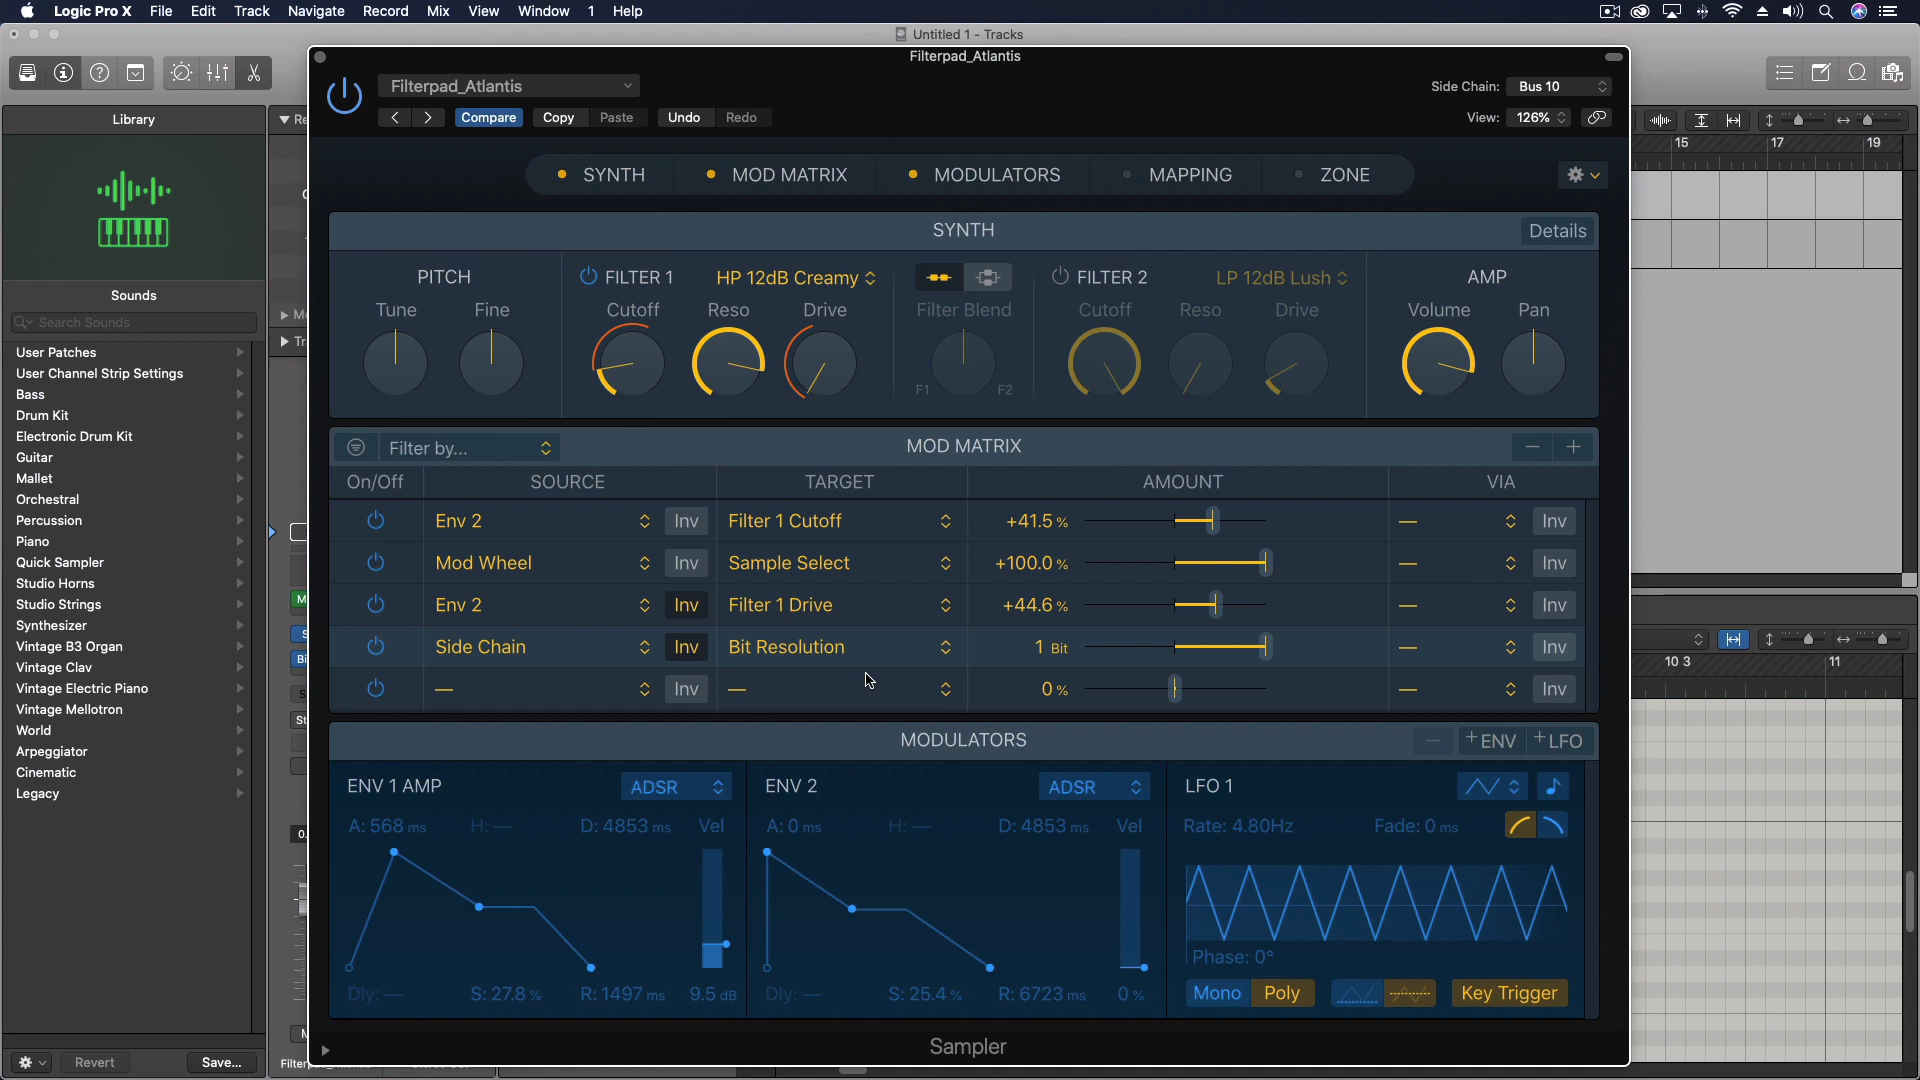 Logic Pro X File Edit Track Navigate Record Mix View Window 1 Help
Untitled 1 - Tracks
Filterpad_Atlantis
Filterpad_Atlantis
Side Chain: Bus 10
Compare Copy Paste Undo Redo
View: 126%
Library
SYNTH MOD MATRIX MODULATORS MAPPING ZONE
15 17 19
SYNTH Details
PITCH FILTER 1 HP 12dB Creamy FILTER 2 LP 12dB Lush AMP
Tune Fine Cutoff Reso Drive Filter Blend Cutoff Reso Drive Volume Pan
F1 F2
Sounds
Search Sounds
User Patches
User Channel Strip Settings
Bass
Drum Kit
Electronic Drum Kit
Guitar
Mallet
Orchestral
Percussion
Piano
Quick Sampler
Studio Horns
Studio Strings
Synthesizer
Vintage B3 Organ
Vintage Clav
Vintage Electric Piano
Vintage Mellotron
World
Arpeggiator
Cinematic
Legacy
Revert Save...
Filter by... MOD MATRIX
On/Off SOURCE TARGET AMOUNT VIA
Env 2 Inv Filter 1 Cutoff +41.5 % — Inv
Mod Wheel Inv Sample Select +100.0 % — Inv
Env 2 Inv Filter 1 Drive +44.6 % — Inv
Side Chain Inv Bit Resolution 1 Bit — Inv
— Inv — 0 % — Inv
10 3 11
MODULATORS +ENV +LFO
ENV 1 AMP ADSR ENV 2 ADSR LFO 1
A: 568 ms H: — D: 4853 ms Vel A: 0 ms H: — D: 4853 ms Vel Rate: 4.80Hz Fade: 0 ms
Phase: 0°
Dly: — S: 27.8 % R: 1497 ms 9.5 dB Dly: — S: 25.4 % R: 6723 ms 0 % Mono Poly Key Trigger
Sampler